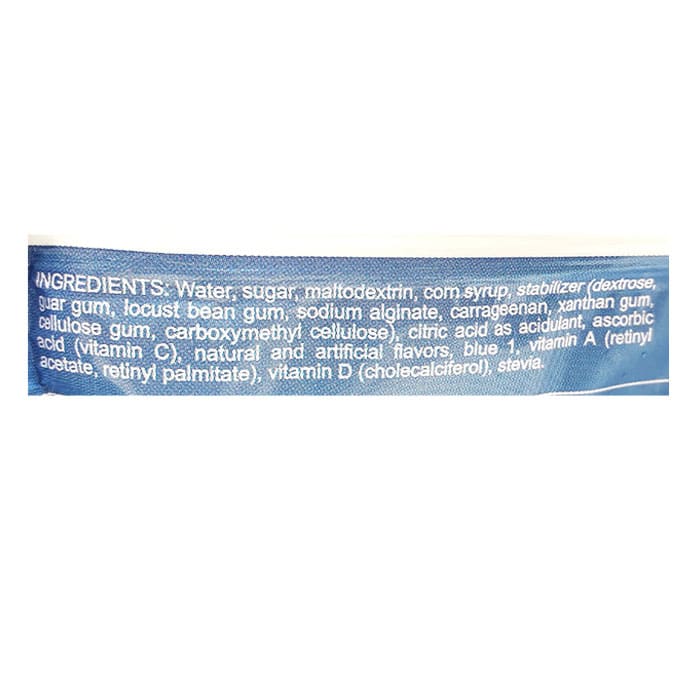 INGREDIENTS: Water, sugar, maltodextrin, corn syrup, stabilizer (dextrose,
guar gum, locust bean gum, sodium alginate, carrageenan, xanthan gum,
cellulose gum, carboxymethyl cellulose), citric acid as acidulant, ascorbic
acid (vitamin C), natural and artificial flavors, blue 1, vitamin A (retinyl
acetate, retinyl palmitate), vitamin D (cholecalciferol), stevia.